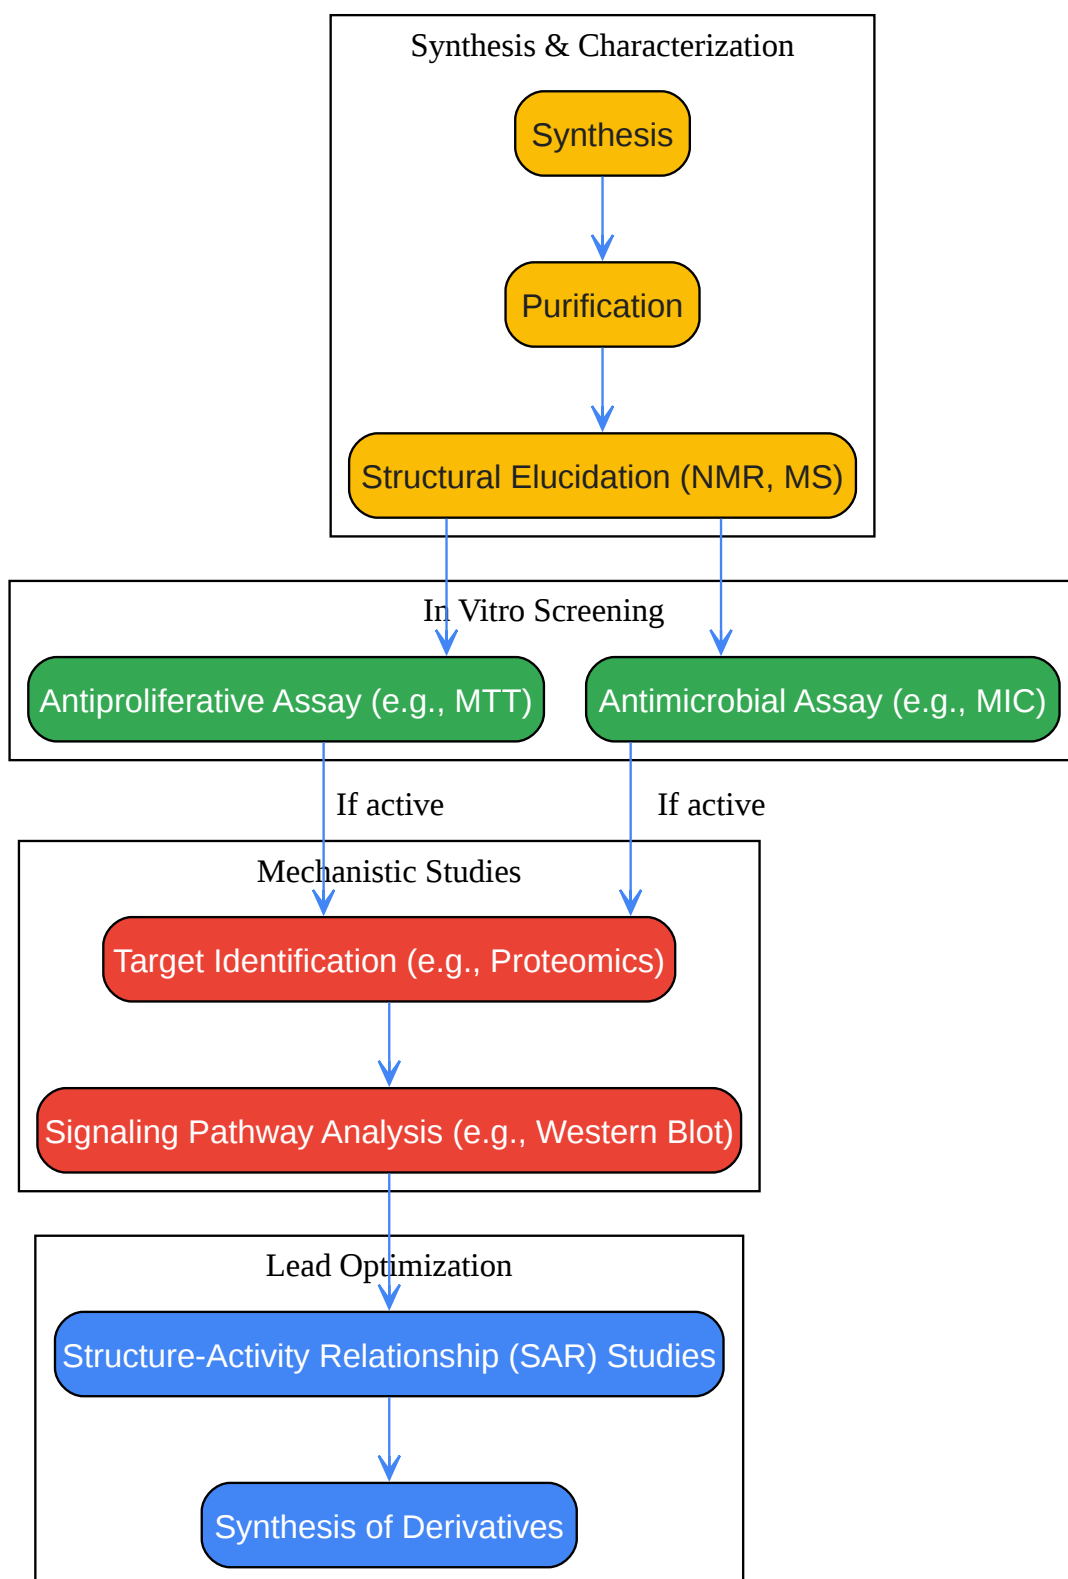 Synthesis & Characterization
Synthesis
Purification
Structural Elucidation (NMR, MS)
In Vitro Screening
Antiproliferative Assay (e.g., MTT)
Antimicrobial Assay (e.g., MIC)
If active
If active
Mechanistic Studies
Target Identification (e.g., Proteomics)
Signaling Pathway Analysis (e.g., Western Blot)
Lead Optimization
Structure-Activity Relationship (SAR) Studies
Synthesis of Derivatives